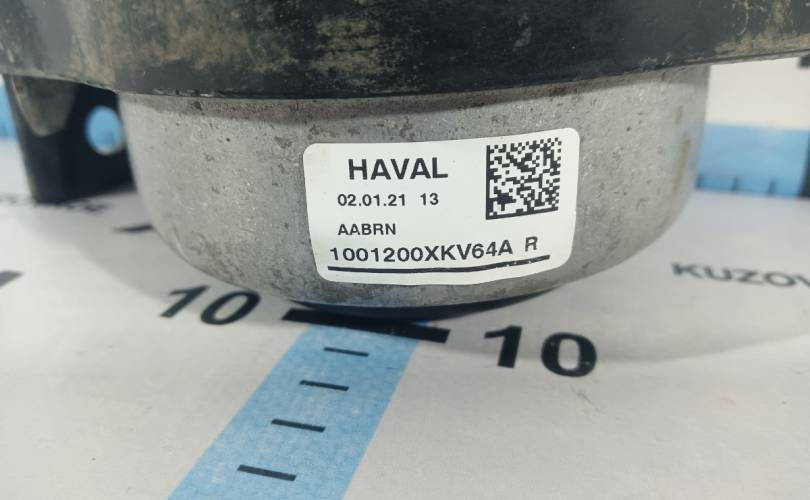 HAVAL
02.01.21 13
AABRN
1001200XKV64A R
10
10
KUZOV